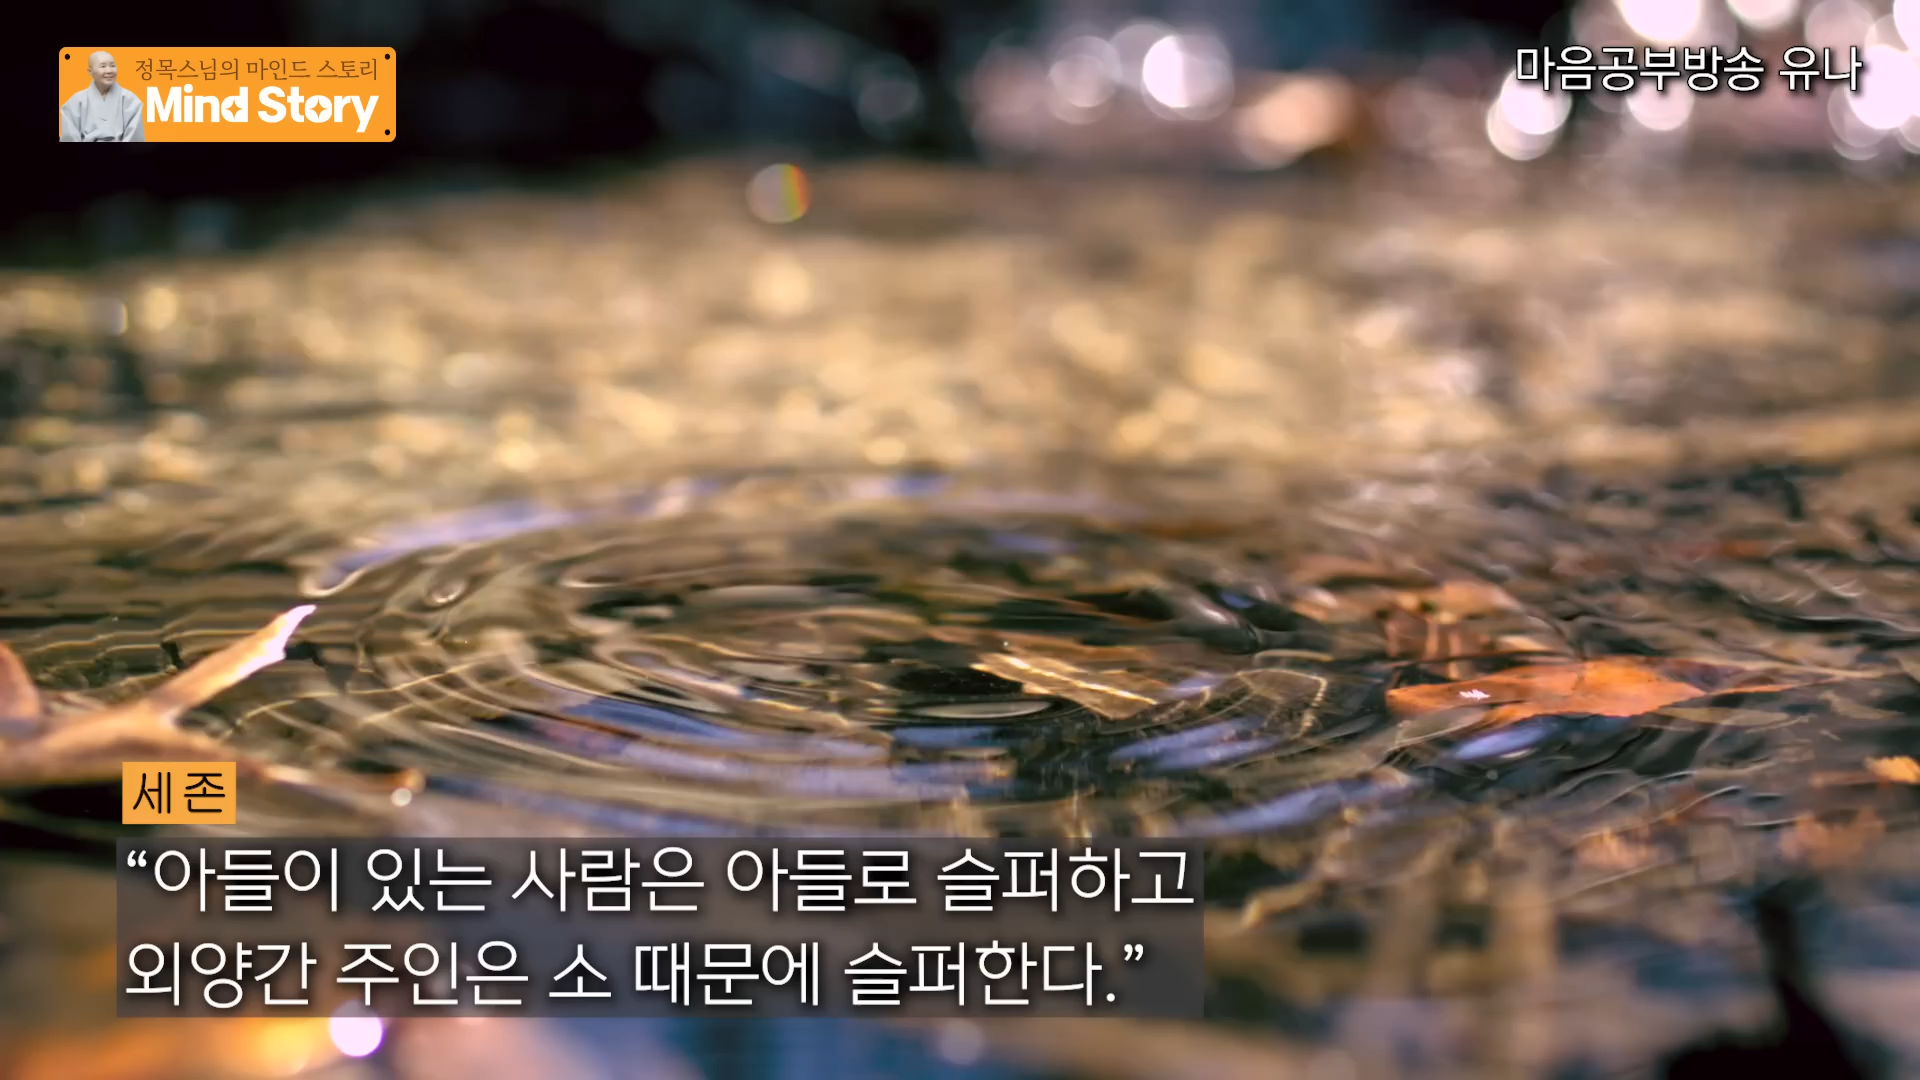 정목스님의 마인드 스토리
Mind Story
마음공부방송 유나
세존
“아들이 있는 사람은 아들로 슬퍼하고
외양간 주인은 소 때문에 슬퍼한다.”